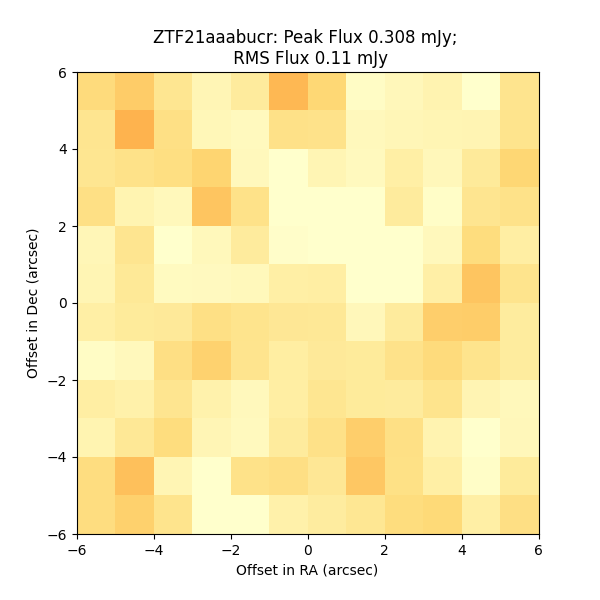 ZTF21aaabucr: Peak Flux 0.308 mJy;
RMS Flux 0.11 mJy
6
4
2
0
−2
−4
−6
Offset in Dec (arcsec)
−6 −4 −2 0 2 4 6
Offset in RA (arcsec)